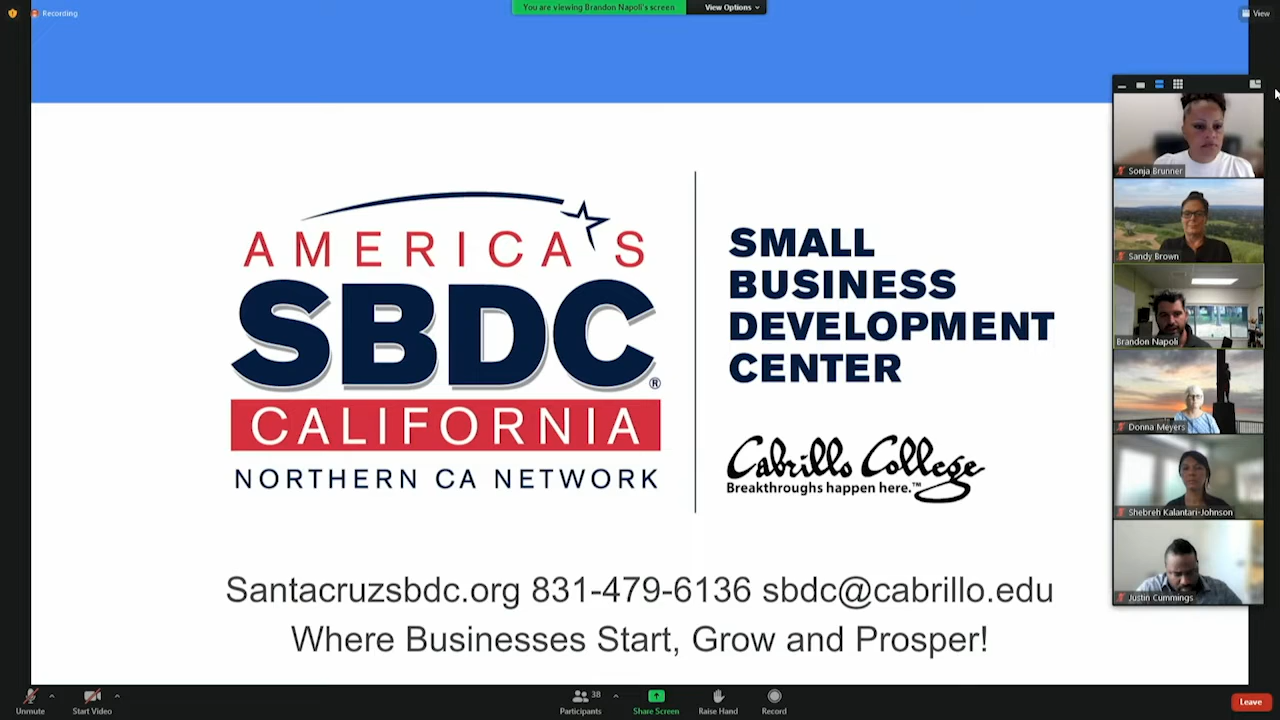 Recording
You are viewing Brandon Napoli's screen
View Options
View
AMERICA'S
SBDC®
CALIFORNIA
NORTHERN CA NETWORK
SMALL
BUSINESS
DEVELOPMENT
CENTER
Cabrillo College
Breakthroughs happen here.™
Santacruzsbdc.org 831-479-6136 sbdc@cabrillo.edu
Where Businesses Start, Grow and Prosper!
Sonja Brunner
Sandy Brown
Brandon Napoli
Donna Meyers
Shebreh Kalantari-Johnson
Justin Cummings
Unmute
Start Video
Participants
38
Share Screen
Raise Hand
Record
Leave